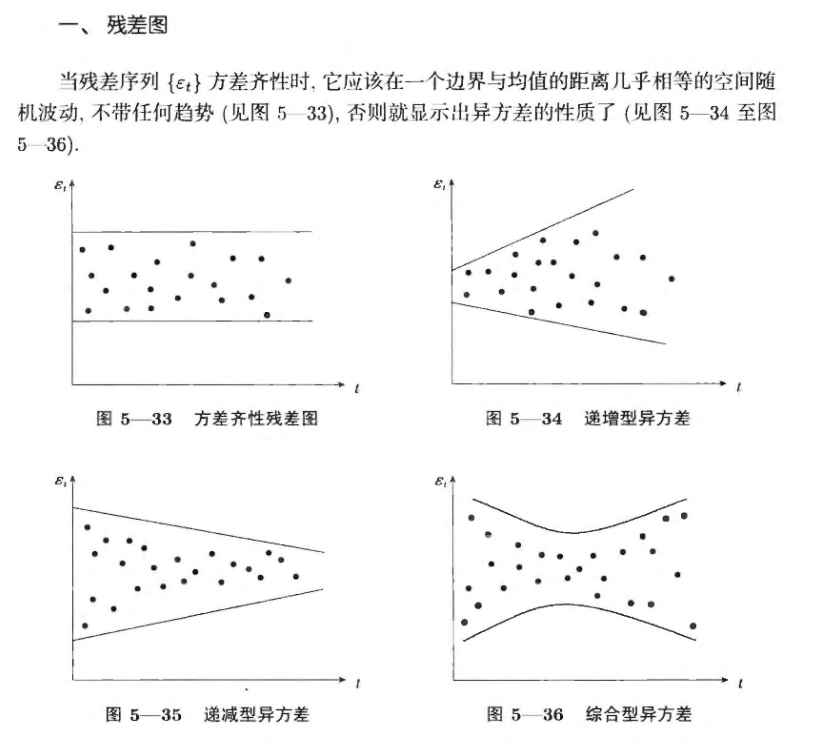 一、 残差图
当残差序列 {εt} 方差齐性时, 它应该在一个边界与均值的距离几乎相等的空间随
机波动, 不带任何趋势 (见图 5—33), 否则就显示出异方差的性质了 (见图 5—34 至图
5—36).
εt
εt
t
t
图 5—33 方差齐性残差图
图 5—34 递增型异方差
εt
εt
t
t
图 5—35 递减型异方差
图 5—36 综合型异方差